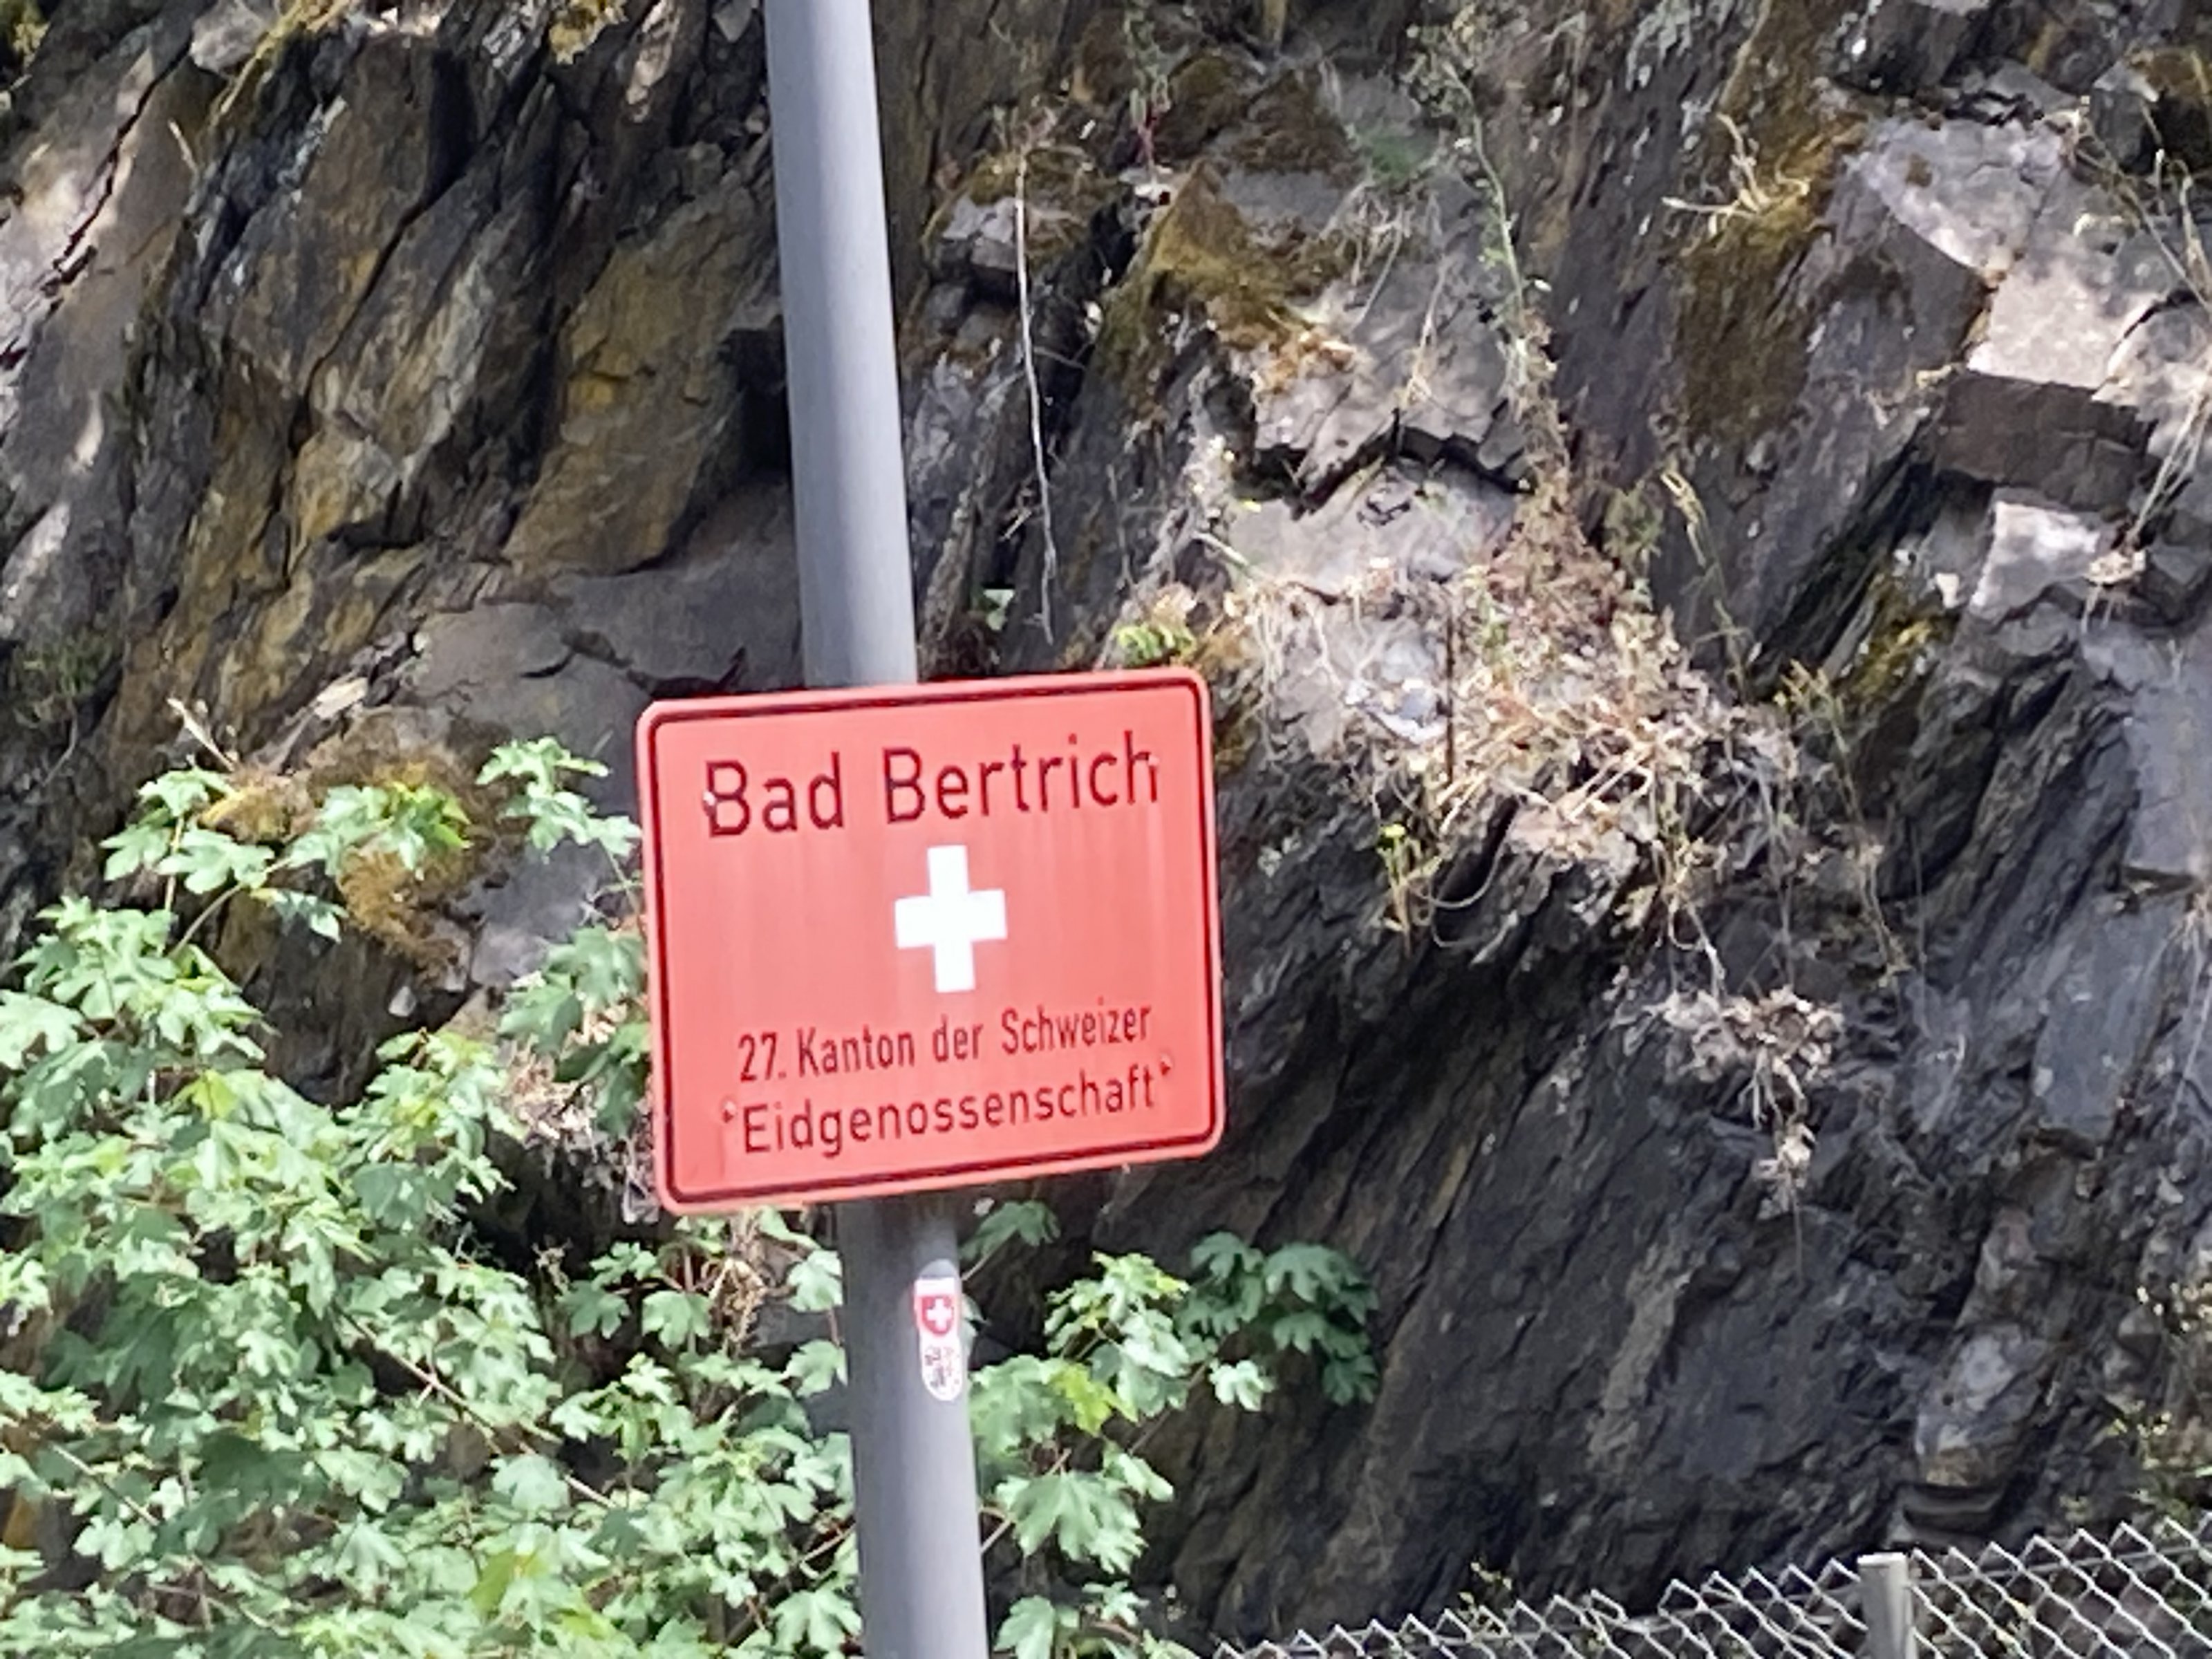 Bad Bertrich
27. Kanton der Schweizer
Eidgenossenschaft